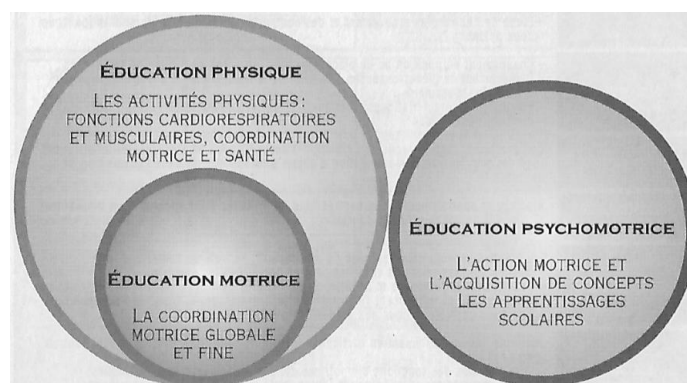 ÉDUCATION PHYSIQUE
LES ACTIVITÉS PHYSIQUES:
FONCTIONS CARDIORESPIRATOIRES
ET MUSCULAIRES, COORDINATION
MOTRICE ET SANTÉ
ÉDUCATION MOTRICE
LA COORDINATION
MOTRICE GLOBALE
ET FINE
ÉDUCATION PSYCHOMOTRICE
L'ACTION MOTRICE ET
L'ACQUISITION DE CONCEPTS
LES APPRENTISSAGES
SCOLAIRES